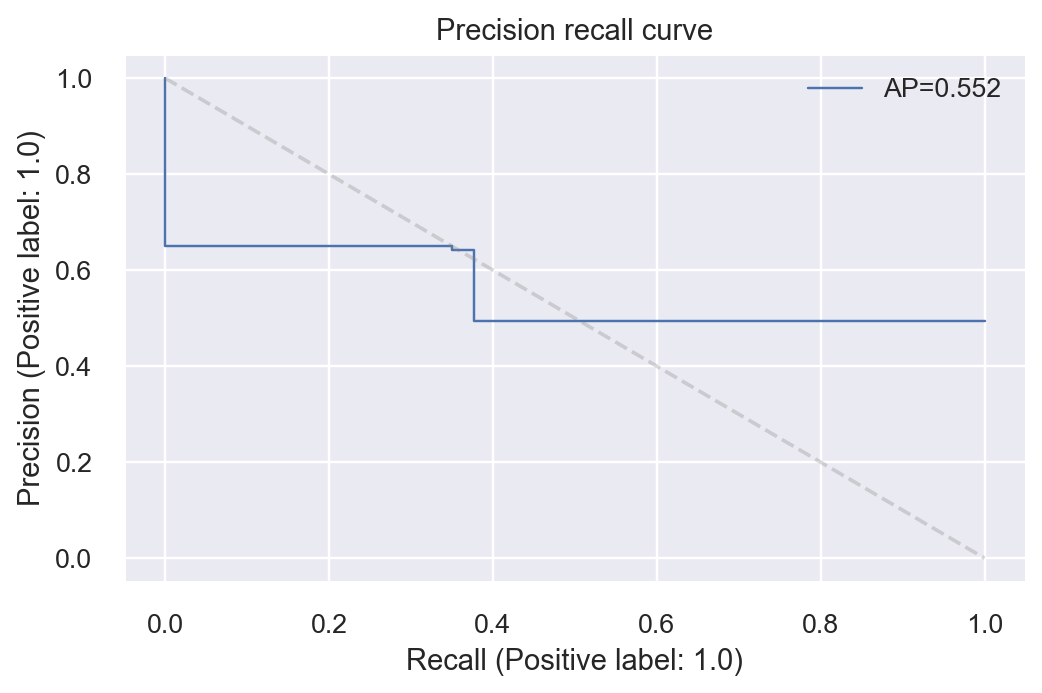 Precision recall curve
AP=0.552
Precision (Positive label: 1.0)
1.0
0.8
0.6
0.4
0.2
0.0
0.0 0.2 0.4 0.6 0.8 1.0
Recall (Positive label: 1.0)